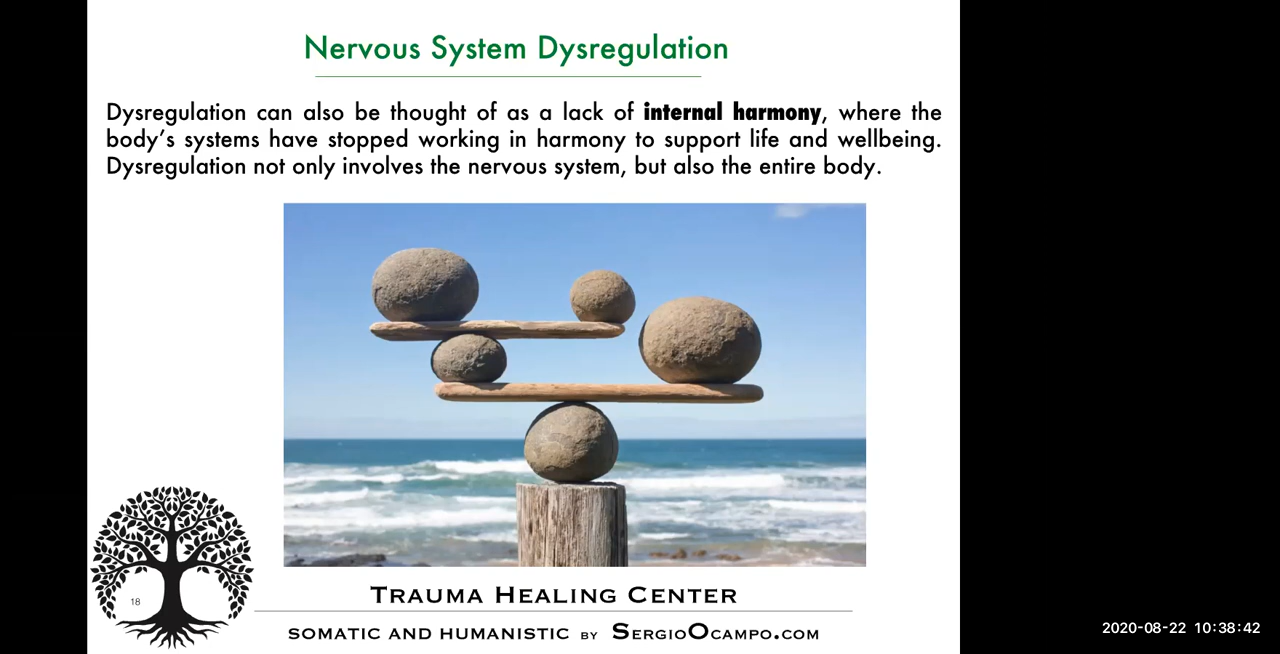 Nervous System Dysregulation
Dysregulation can also be thought of as a lack of internal harmony, where the
body's systems have stopped working in harmony to support life and wellbeing.
Dysregulation not only involves the nervous system, but also the entire body.
18
Trauma Healing Center
SOMATIC AND HUMANISTIC BY SergioOcampo.com
2020-08-22 10:38:42